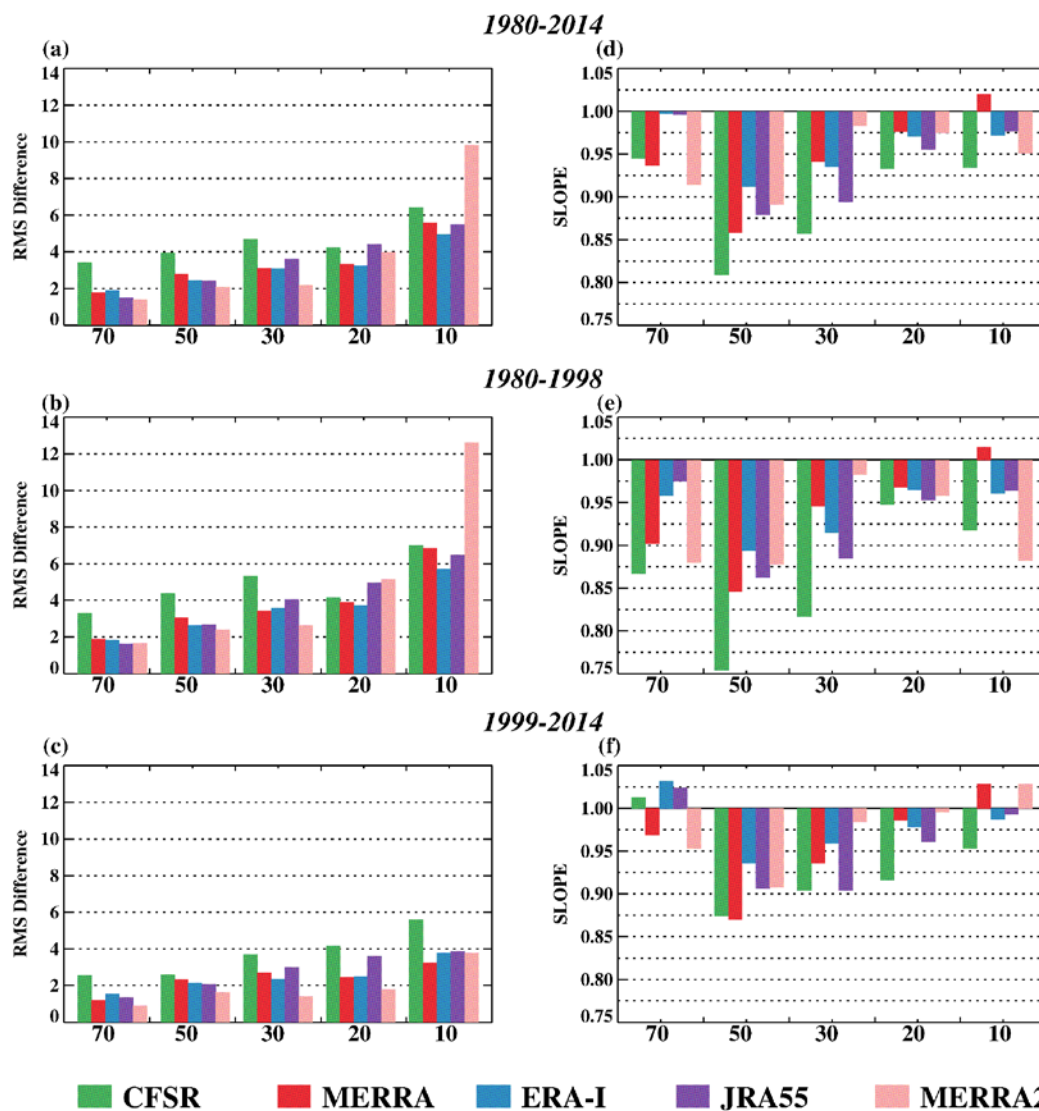 1980-2014
(a)
RMS Difference
14
12
10
8
6
4
2
0
70 50 30 20 10
(d)
SLOPE
1.05
1.00
0.95
0.90
0.85
0.80
0.75
70 50 30 20 10
1980-1998
(b)
RMS Difference
14
12
10
8
6
4
2
0
70 50 30 20 10
(e)
SLOPE
1.05
1.00
0.95
0.90
0.85
0.80
0.75
70 50 30 20 10
1999-2014
(c)
RMS Difference
14
12
10
8
6
4
2
0
70 50 30 20 10
(f)
SLOPE
1.05
1.00
0.95
0.90
0.85
0.80
0.75
70 50 30 20 10
CFSR MERRA ERA-I JRA55 MERRA2